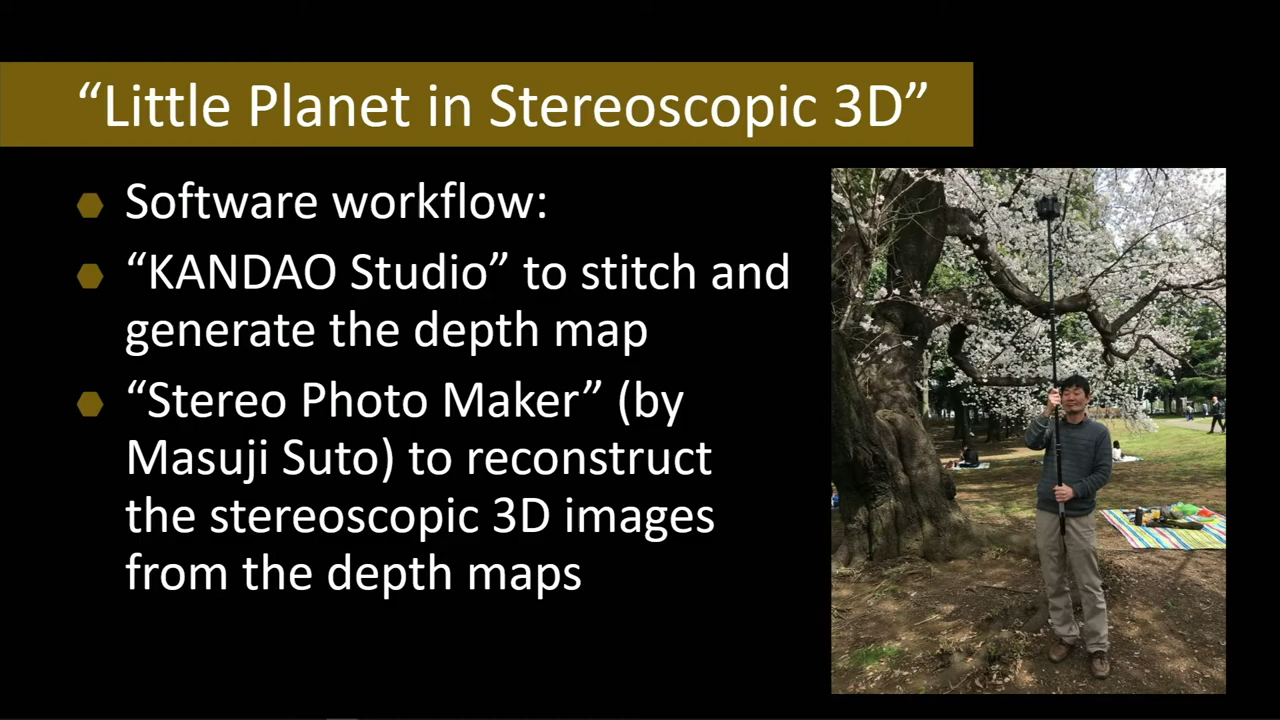 “Little Planet in Stereoscopic 3D”
Software workflow:
“KANDAO Studio” to stitch and
generate the depth map
“Stereo Photo Maker” (by
Masuji Suto) to reconstruct
the stereoscopic 3D images
from the depth maps